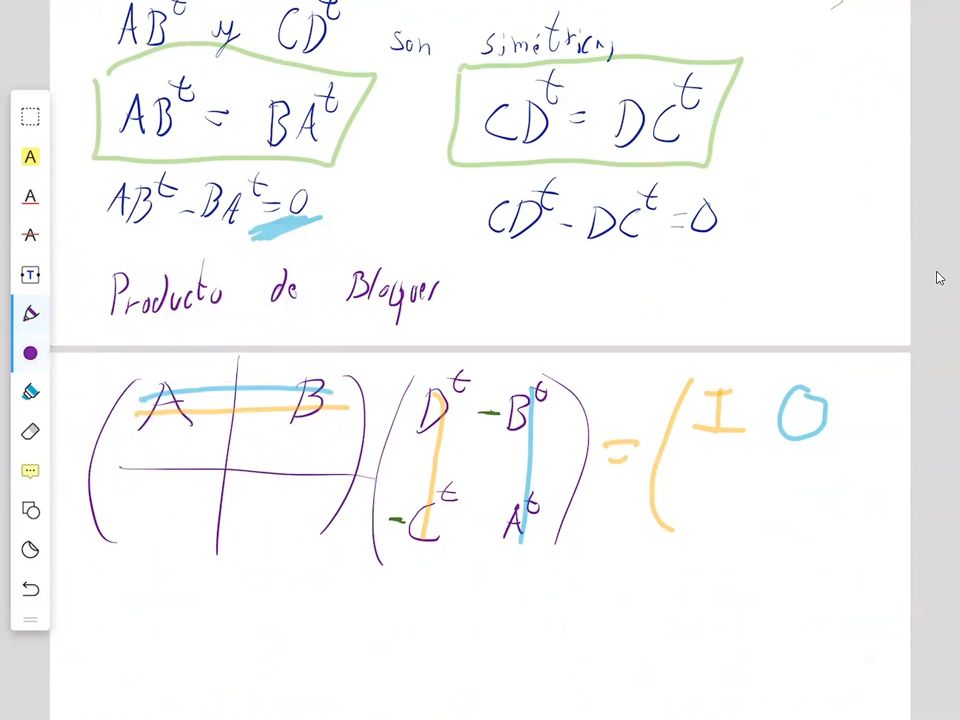 AB^t y CD^t son simétricas
AB^t = BA^t CD^t = DC^t
AB^t - BA^t = 0 CD^t - DC^t = 0
Producto de Bloques
( A B ) ( D^t - B^t ) = ( I O
- C^t A^t